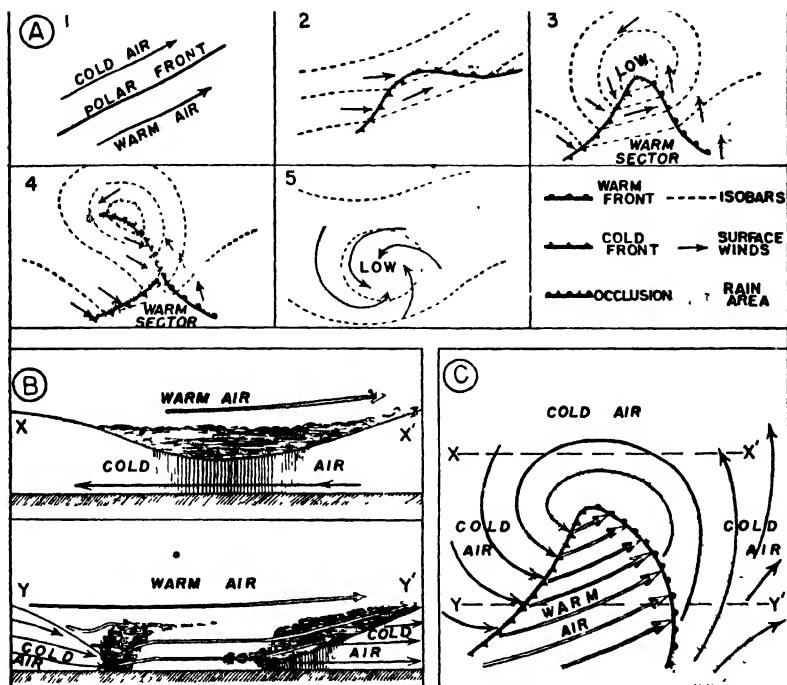 A
1
COLD AIR
POLAR FRONT
WARM AIR
2
3
LOW
WARM
SECTOR
4
WARM
SECTOR
5
LOW
WARM
FRONT
ISOBARS
COLD
FRONT
SURFACE
WINDS
OCCLUSION
RAIN
AREA
B
WARM AIR
X
X'
COLD
AIR
Y
WARM AIR
Y'
COLD
AIR
COLD
AIR
C
COLD AIR
X
X'
COLD
AIR
COLD
AIR
Y
WARM
Y'
AIR